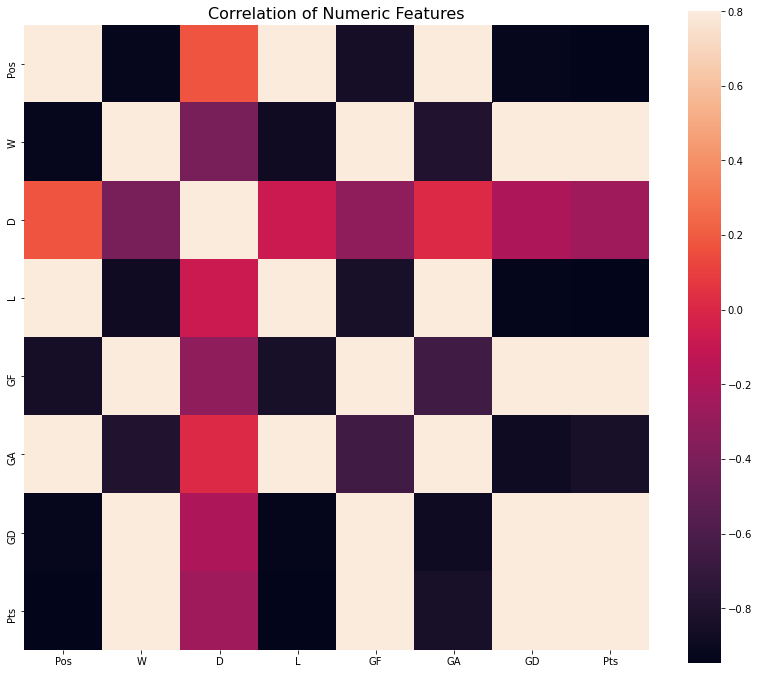 Correlation of Numeric Features
Pos
W
D
L
GF
GA
GD
Pts
Pos W D L GF GA GD Pts
0.8
0.6
0.4
0.2
0.0
−0.2
−0.4
−0.6
−0.8